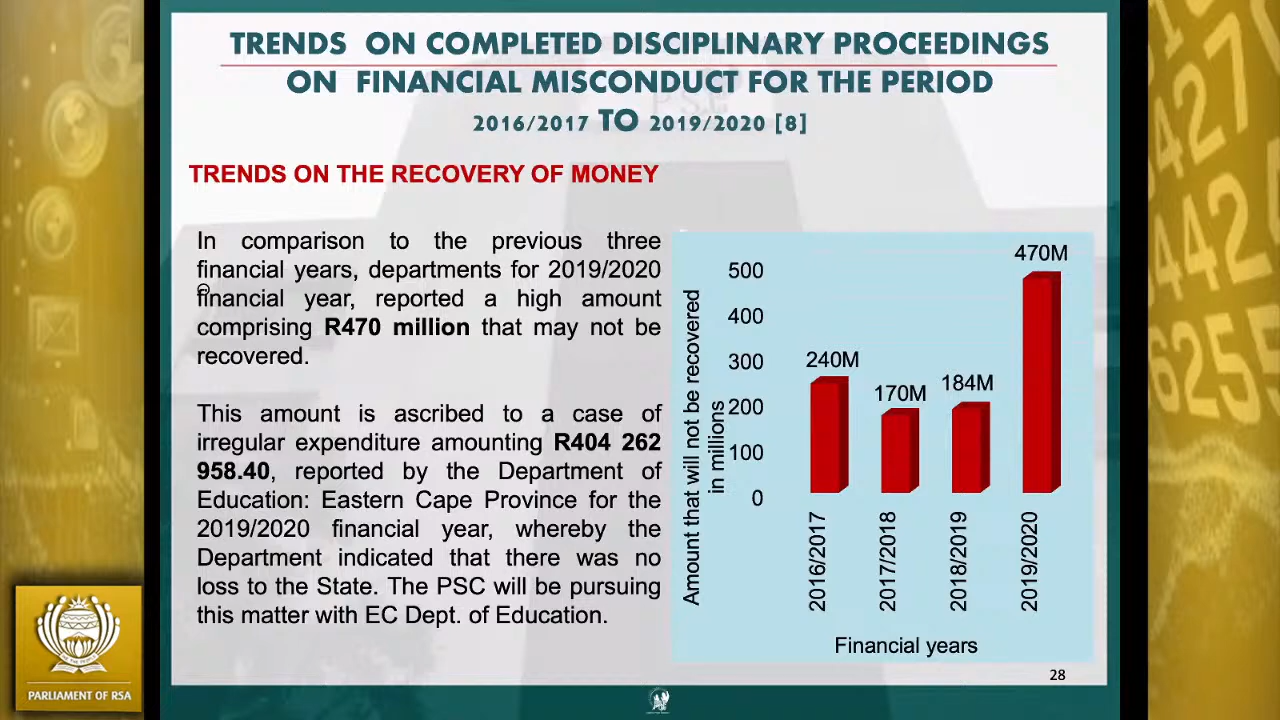 TRENDS ON COMPLETED DISCIPLINARY PROCEEDINGS
ON FINANCIAL MISCONDUCT FOR THE PERIOD
2016/2017 TO 2019/2020 [8]
TRENDS ON THE RECOVERY OF MONEY
In comparison to the previous three
financial years, departments for 2019/2020
financial year, reported a high amount
comprising R470 million that may not be
recovered.
This amount is ascribed to a case of
irregular expenditure amounting R404 262
958.40, reported by the Department of
Education: Eastern Cape Province for the
2019/2020 financial year, whereby the
Department indicated that there was no
loss to the State. The PSC will be pursuing
this matter with EC Dept. of Education.
Amount that will not be recovered
in millions
500
400
300
200
100
0
240M
170M
184M
470M
2016/2017
2017/2018
2018/2019
2019/2020
Financial years
28
PARLIAMENT OF RSA
427
442
6255